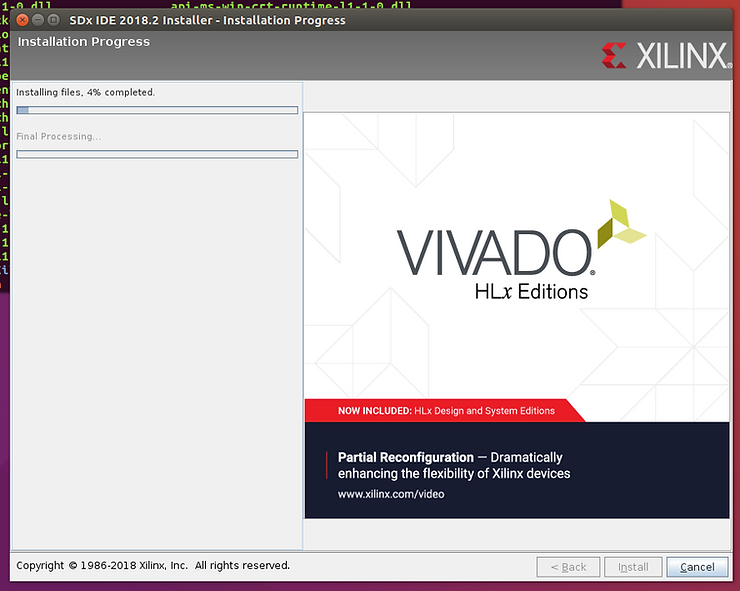 1-0.dll
api-ms-win-crt-runtime-l1-1-0.dll
SDx IDE 2018.2 Installer - Installation Progress
Installation Progress
XILINX®
Installing files, 4% completed.
Final Processing...
VIVADO®
HLx Editions
NOW INCLUDED: HLx Design and System Editions
Partial Reconfiguration — Dramatically
enhancing the flexibility of Xilinx devices
www.xilinx.com/video
Copyright © 1986-2018 Xilinx, Inc. All rights reserved.
< Back
Install
Cancel